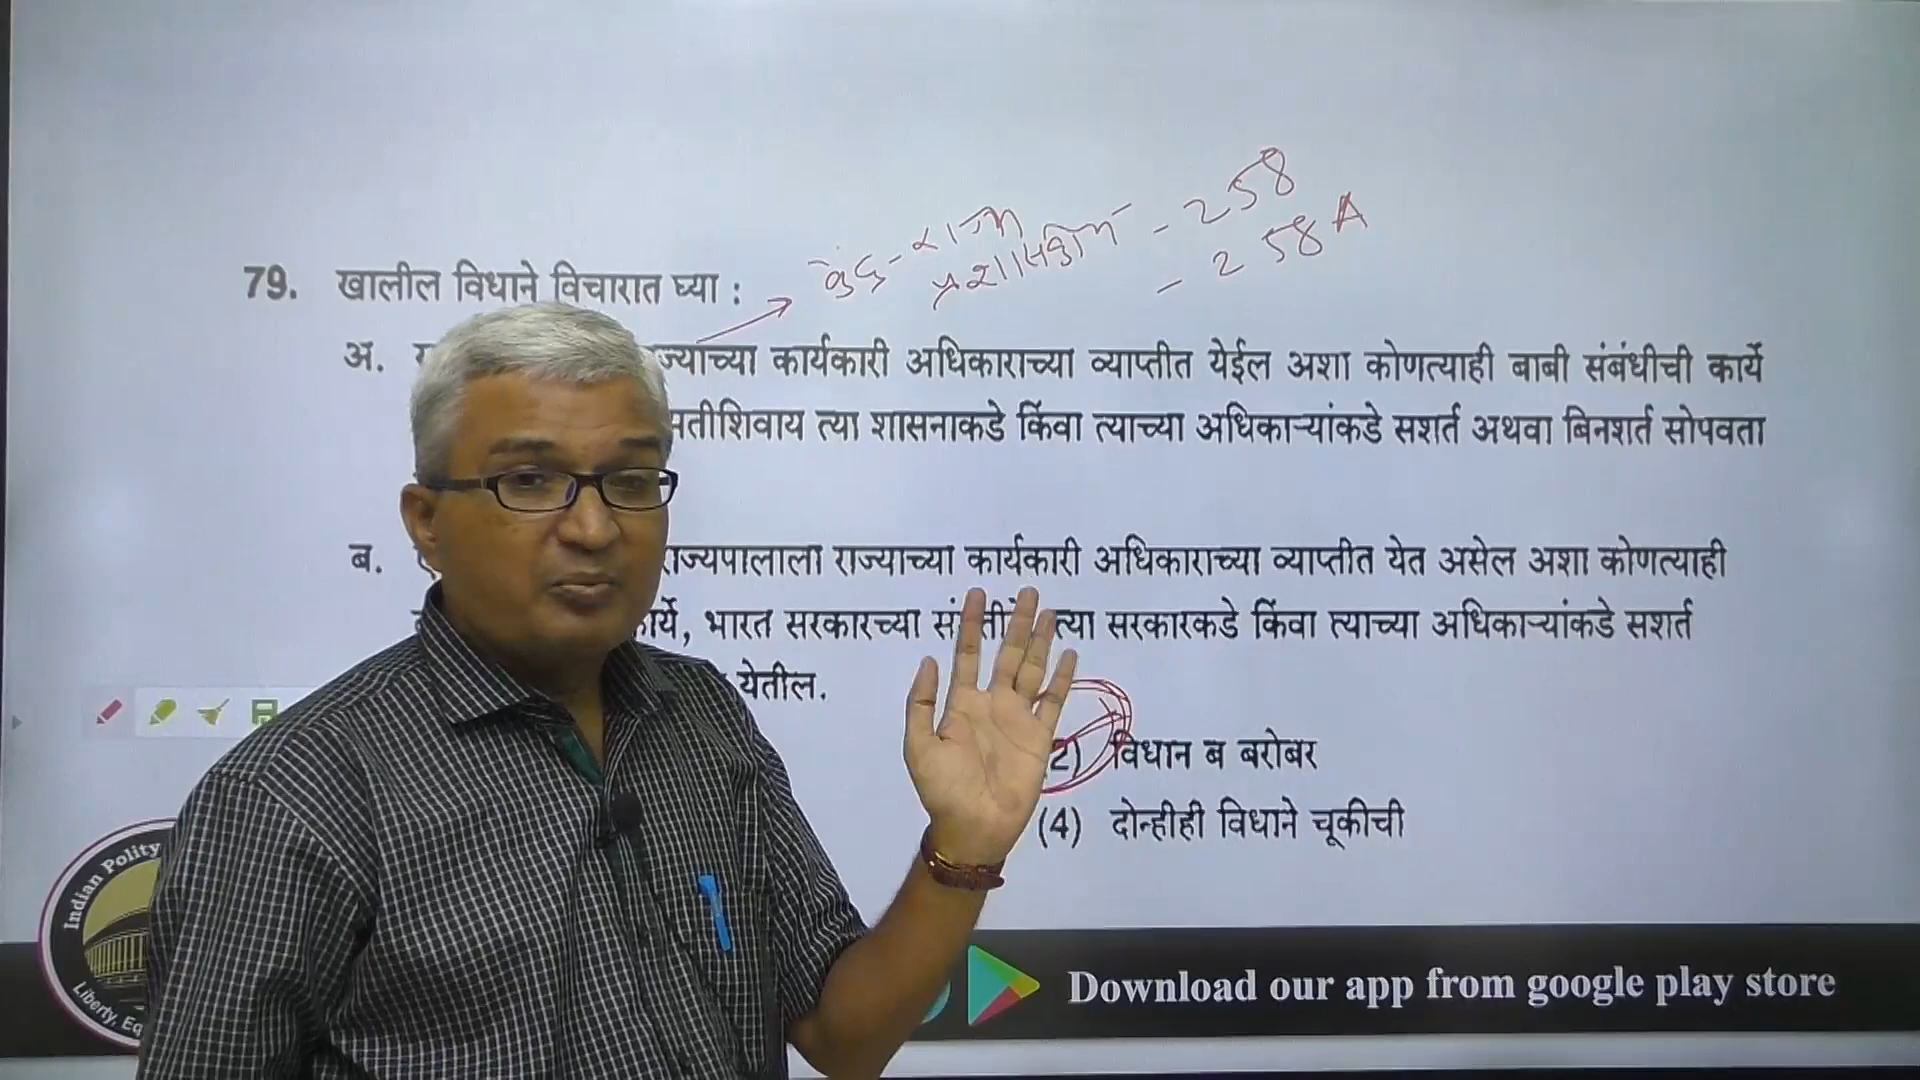 केंद्र-राज्य
प्रशासकीय - 258
- 258A
79. खालील विधाने विचारात घ्या :
अ. ज्याच्या कार्यकारी अधिकाराच्या व्याप्तीत येईल अशा कोणत्याही बाबी संबंधीची कार्ये
मतीशिवाय त्या शासनाकडे किंवा त्याच्या अधिकाऱ्यांकडे सशर्त अथवा बिनशर्त सोपवता
ब. राज्यपालाला राज्याच्या कार्यकारी अधिकाराच्या व्याप्तीत येत असेल अशा कोणत्याही
कार्ये, भारत सरकारच्या त्या सरकारकडे किंवा त्याच्या अधिकाऱ्यांकडे सशर्त
येतील.
(2) विधान ब बरोबर
(4) दोन्हीही विधाने चूकीची
Indian Polity
Liberty, Eq
Download our app from google play store